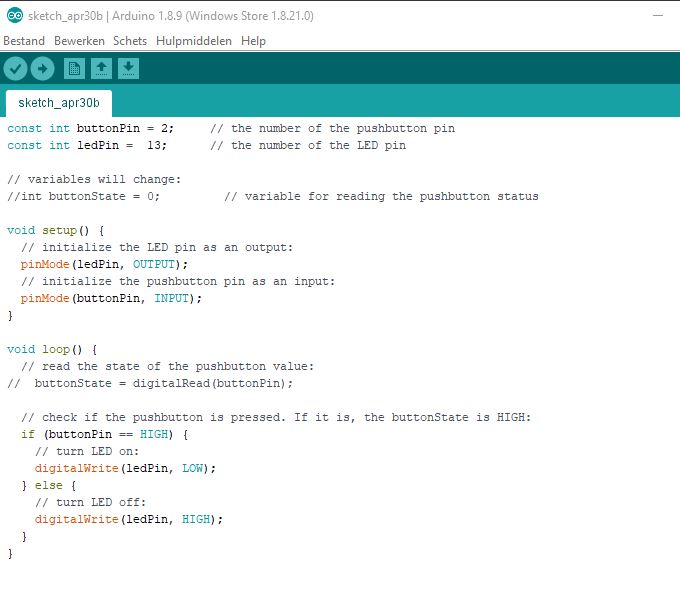 sketch_apr30b | Arduino 1.8.9 (Windows Store 1.8.21.0)
Bestand Bewerken Schets Hulpmiddelen Help
sketch_apr30b
const int buttonPin = 2;     // the number of the pushbutton pin
const int ledPin =  13;      // the number of the LED pin
// variables will change:
//int buttonState = 0;         // variable for reading the pushbutton status
void setup() {
  // initialize the LED pin as an output:
  pinMode(ledPin, OUTPUT);
  // initialize the pushbutton pin as an input:
  pinMode(buttonPin, INPUT);
}
void loop() {
  // read the state of the pushbutton value:
//  buttonState = digitalRead(buttonPin);
  // check if the pushbutton is pressed. If it is, the buttonState is HIGH:
  if (buttonPin == HIGH) {
    // turn LED on:
    digitalWrite(ledPin, LOW);
  } else {
    // turn LED off:
    digitalWrite(ledPin, HIGH);
  }
}